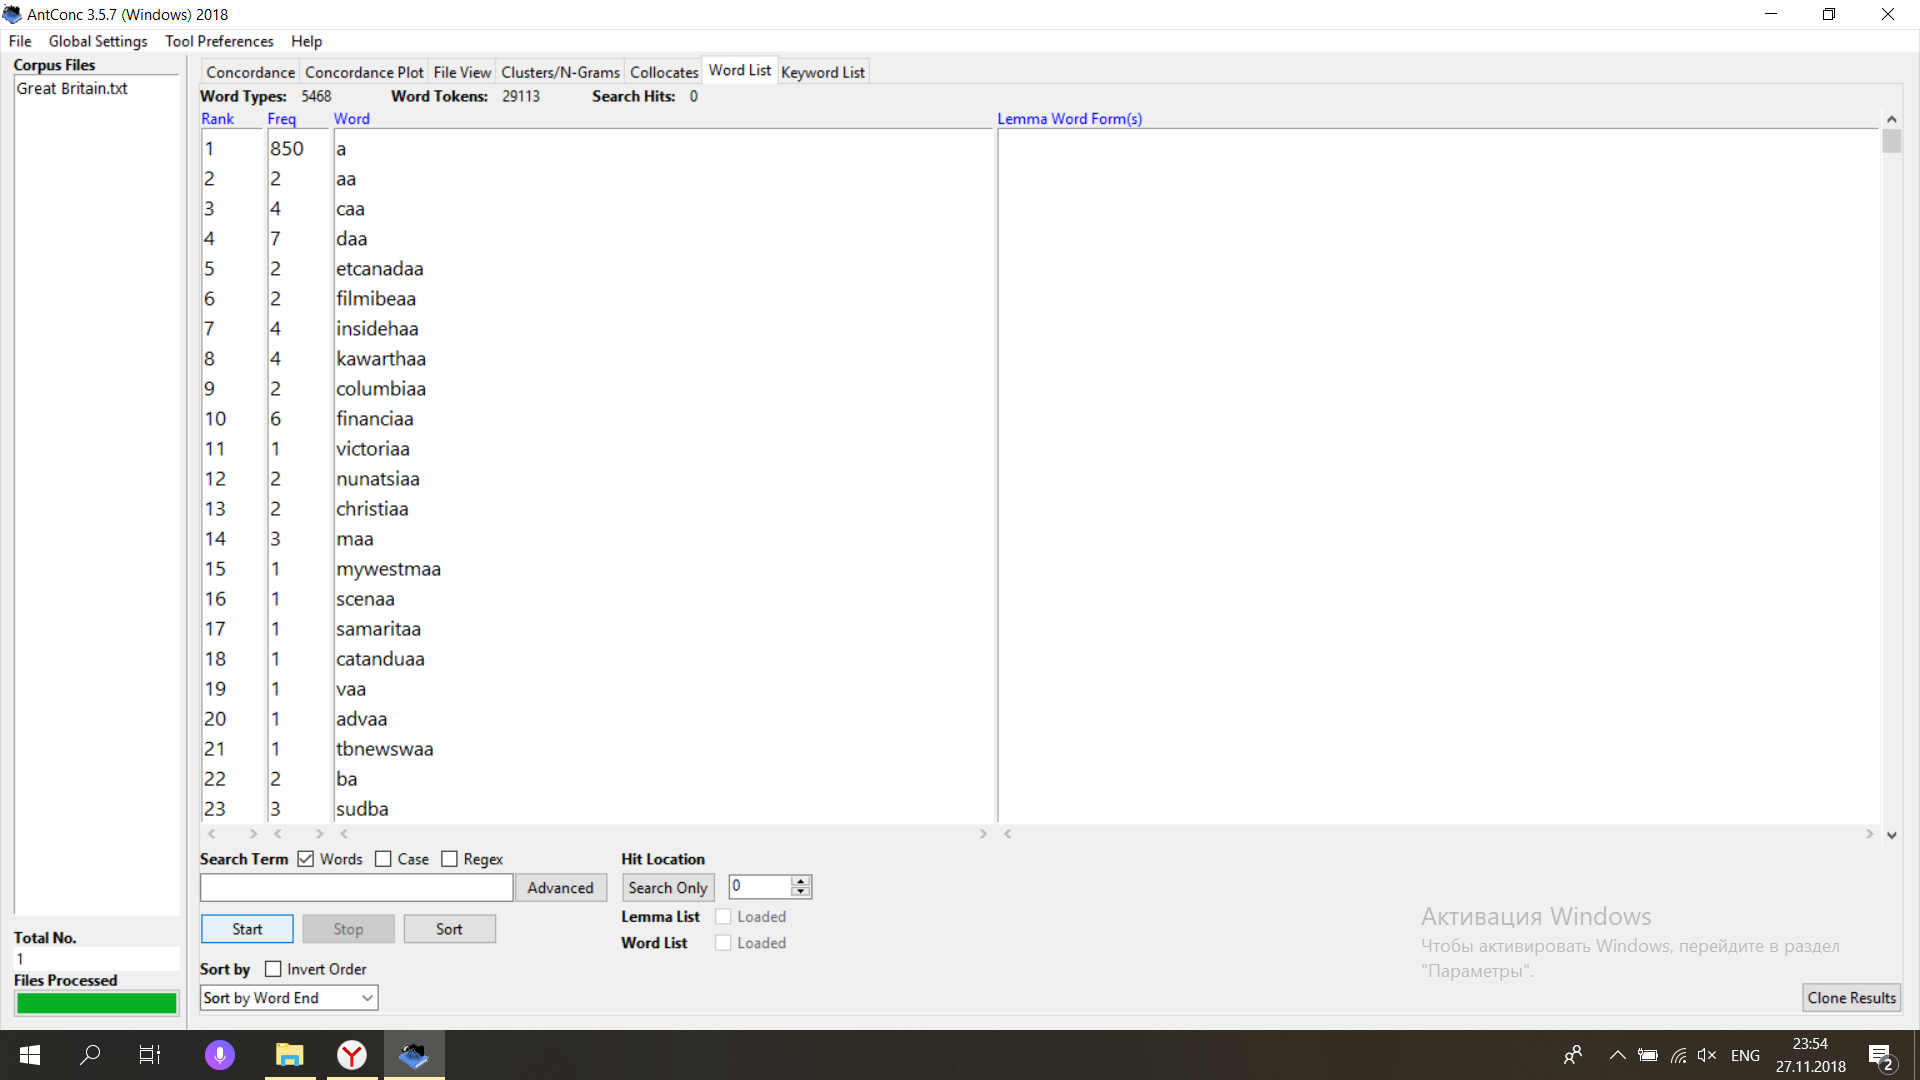 AntConc 3.5.7 (Windows) 2018
File Global Settings Tool Preferences Help
Corpus Files
Great Britain.txt
Concordance Concordance Plot File View Clusters/N-Grams Collocates Word List Keyword List
Word Types: 5468 Word Tokens: 29113 Search Hits: 0
Rank Freq Word Lemma Word Form(s)
1 850 a
2 2 aa
3 4 caa
4 7 daa
5 2 etcanadaa
6 2 filmibeaa
7 4 insidehaa
8 4 kawarthaa
9 2 columbiaa
10 6 financiaa
11 1 victoriaa
12 2 nunatsiaa
13 2 christiaa
14 3 maa
15 1 mywestmaa
16 1 scenaa
17 1 samaritaa
18 1 catanduaa
19 1 vaa
20 1 advaa
21 1 tbnewswaa
22 2 ba
23 3 sudba
Search Term Words Case Regex Hit Location
Advanced Search Only 0
Lemma List Loaded
Start Stop Sort
Word List Loaded
Total No.
1
Sort by Invert Order
Files Processed
Sort by Word End
Clone Results
Активация Windows
Чтобы активировать Windows, перейдите в раздел
"Параметры".
ENG
23:54
27.11.2018
2